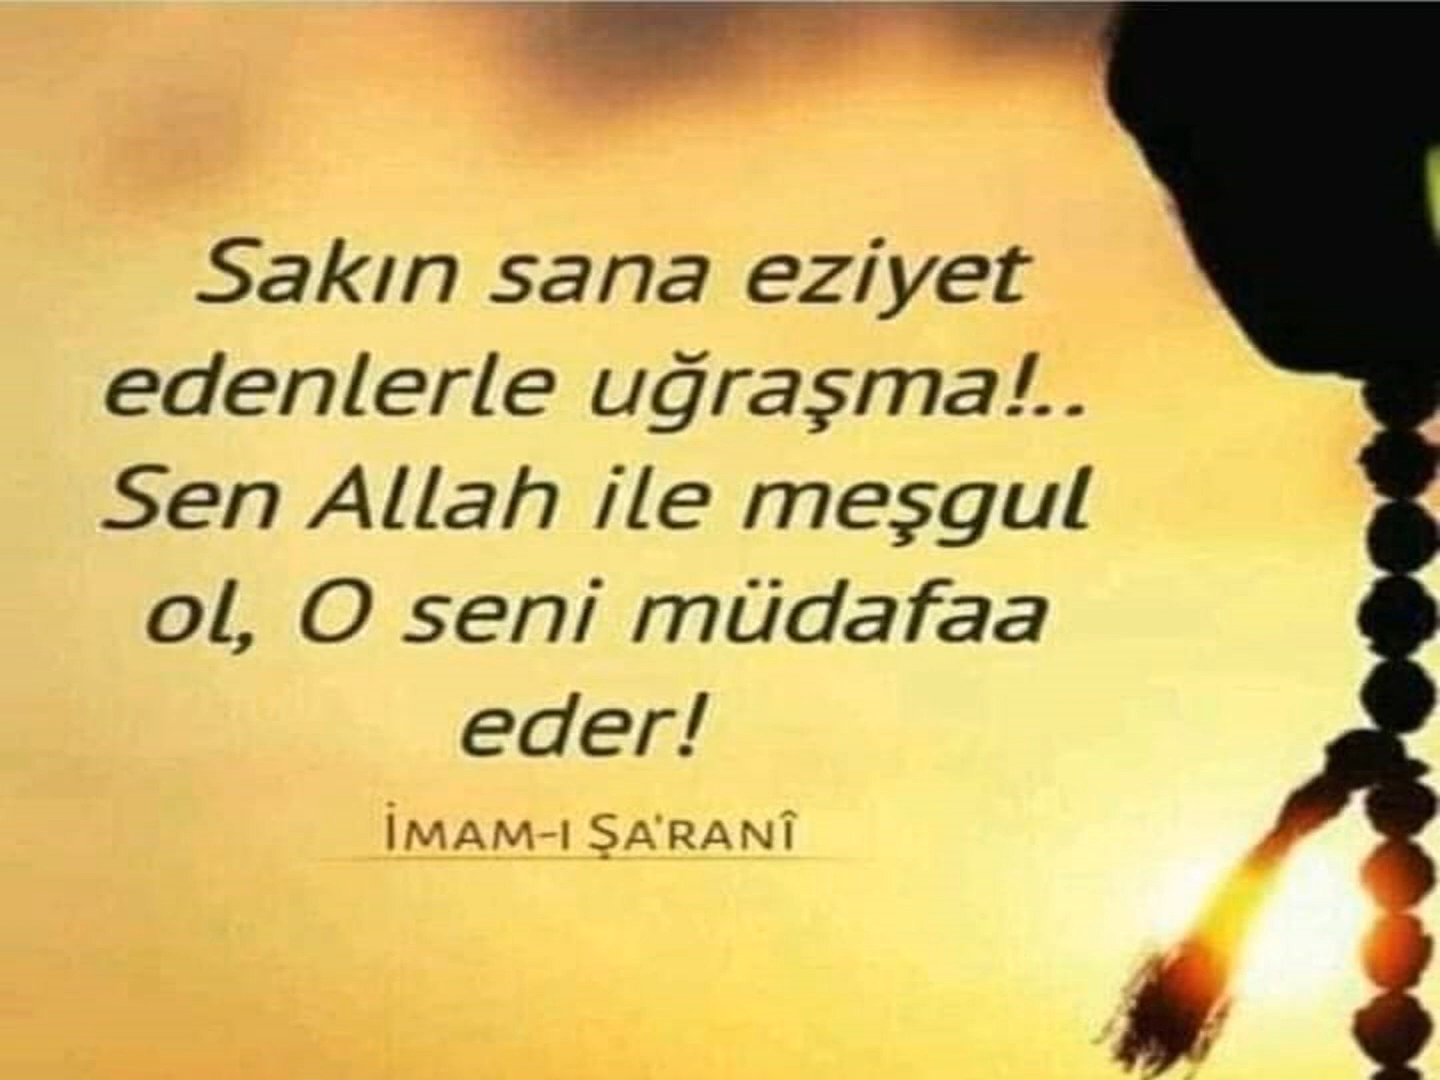 Sakın sana eziyet
edenlerle uğraşma!..
Sen Allah ile meşgul
ol, O seni müdafaa
eder!
İMAM-I ŞA'RANÎ